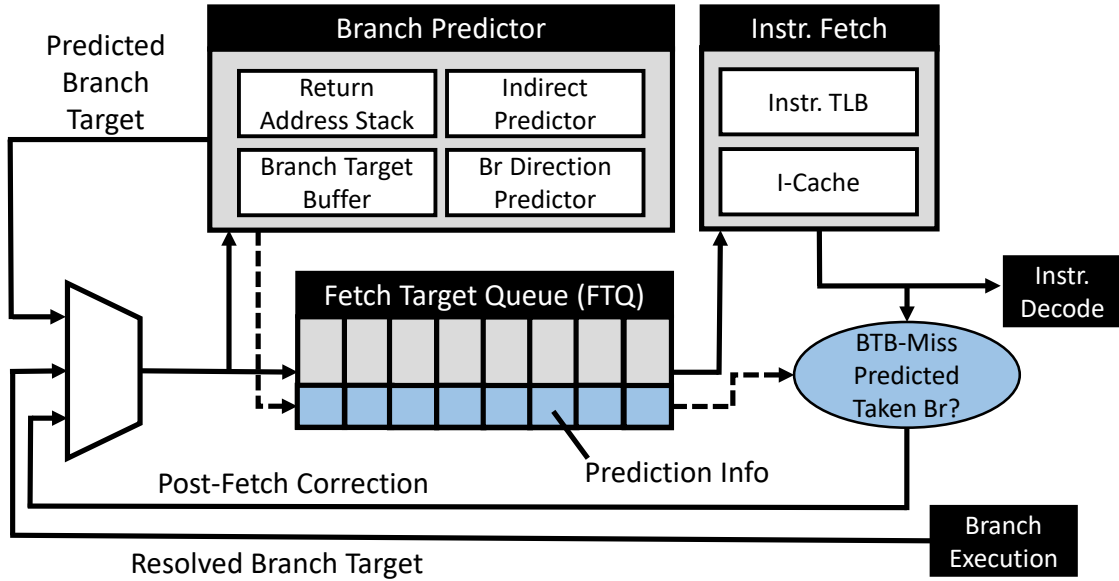 Predicted
Branch
Target
Branch Predictor
Return
Address Stack
Indirect
Predictor
Branch Target
Buffer
Br Direction
Predictor
Instr. Fetch
Instr. TLB
I-Cache
Fetch Target Queue (FTQ)
Instr.
Decode
BTB-Miss
Predicted
Taken Br?
Prediction Info
Post-Fetch Correction
Branch
Execution
Resolved Branch Target